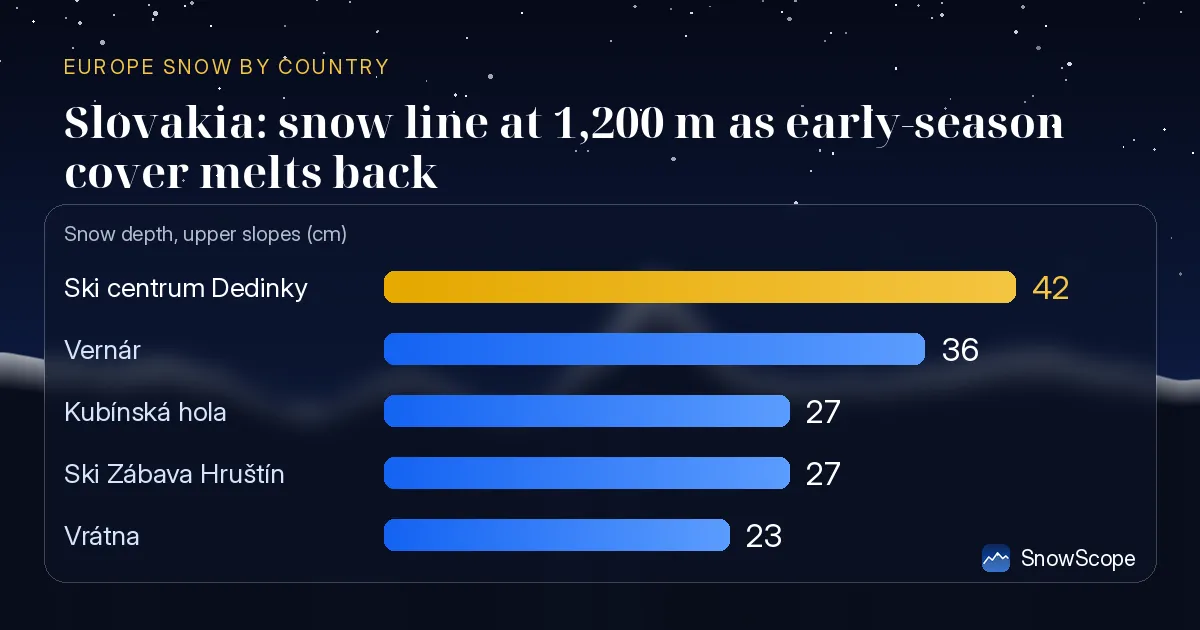 EUROPE SNOW BY COUNTRY
Slovakia: snow line at 1,200 m as early-season
cover melts back
Snow depth, upper slopes (cm)
Ski centrum Dedinky 42
Vernár 36
Kubínská hola 27
Ski Zábava Hruštín 27
Vrátna 23
SnowScope